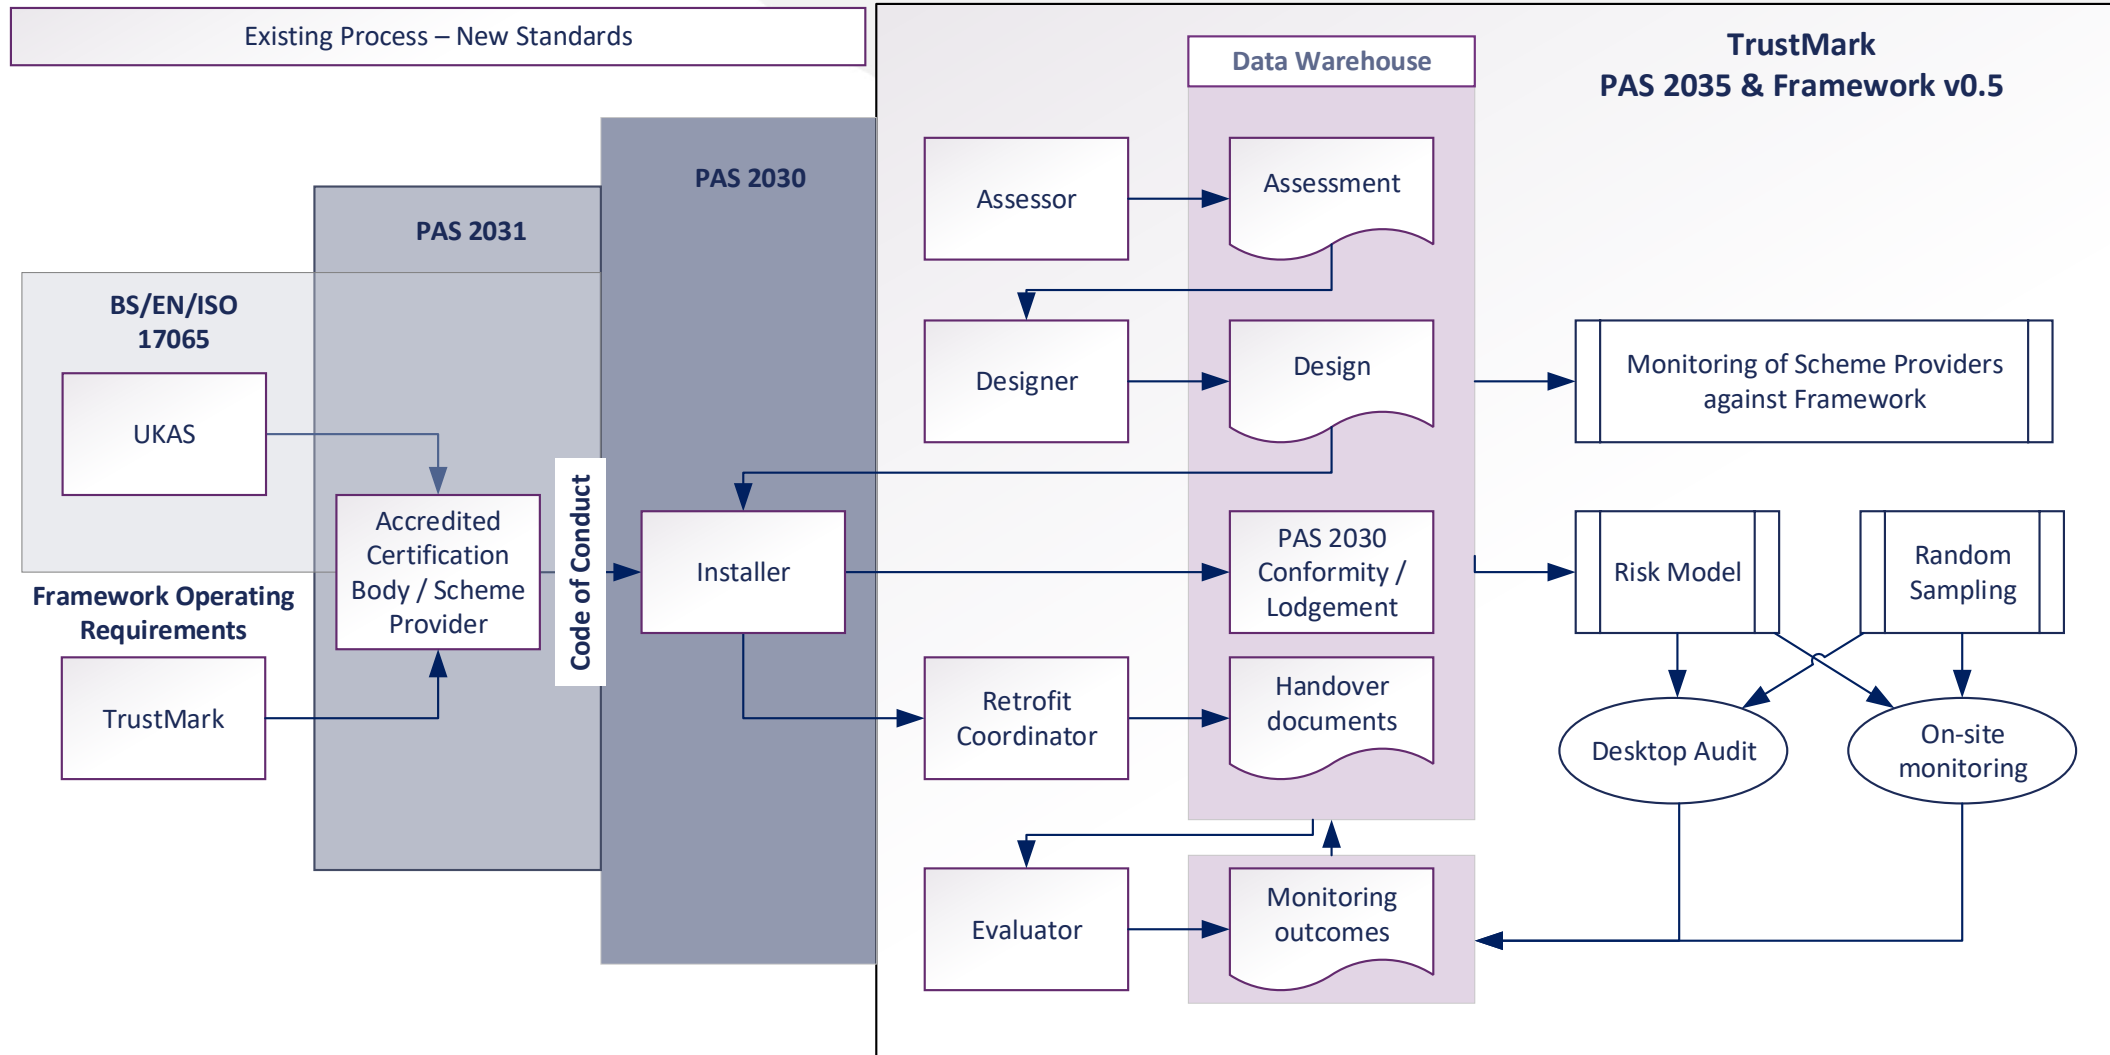 Existing Process – New Standards
TrustMark
PAS 2035 & Framework v0.5
Data Warehouse
PAS 2030
PAS 2031
BS/EN/ISO
17065
UKAS
Accredited
Certification
Body / Scheme
Provider
Framework Operating
Requirements
TrustMark
Code of Conduct
Installer
Assessor
Assessment
Designer
Design
Monitoring of Scheme Providers
against Framework
PAS 2030
Conformity /
Lodgement
Risk Model
Random
Sampling
Retrofit
Coordinator
Handover
documents
Desktop Audit
On-site
monitoring
Evaluator
Monitoring
outcomes